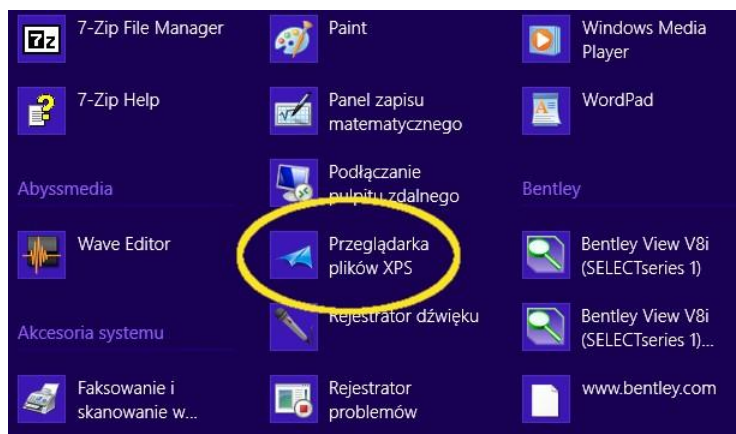 7-Zip File Manager
7-Zip Help
Abyssmedia
Wave Editor
Akcesoria systemu
Faksowanie i
skanowanie w...
Paint
Panel zapisu
matematycznego
Podłączanie
pulpitu zdalnego
Przeglądarka
plików XPS
Rejestrator dźwięku
Rejestrator
problemów
Windows Media
Player
WordPad
Bentley
Bentley View V8i
(SELECTseries 1)
Bentley View V8i
(SELECTseries 1)...
www.bentley.com